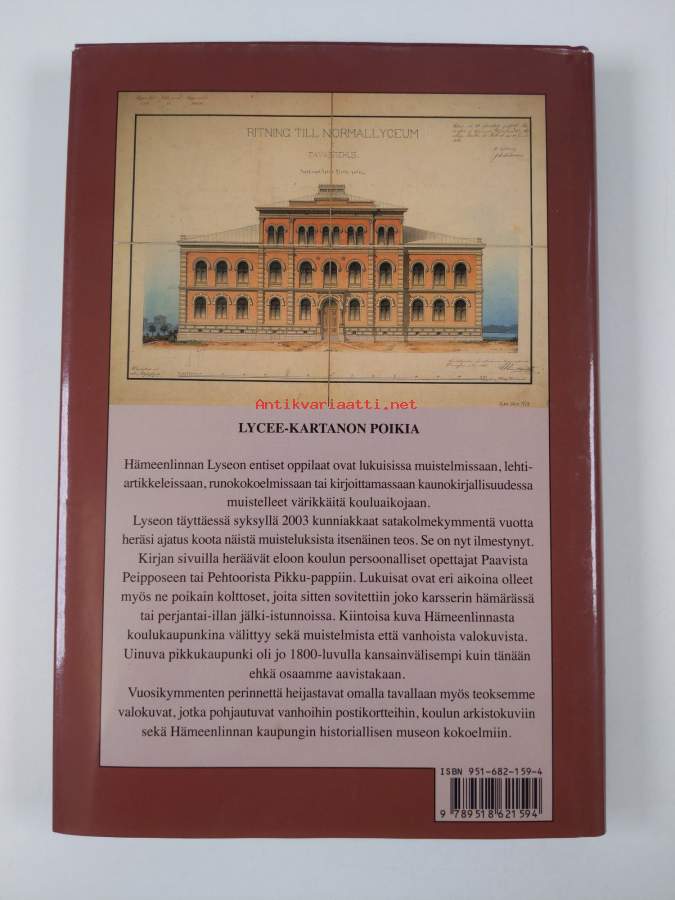 RITNING TILL NORMALLYCEUM
TAVASTEHUS.
Antikvariaatti.net
LYCEE-KARTANON POIKIA
Hämeenlinnan Lyseon entiset oppilaat ovat lukuisissa muistelmissaan, lehti-
artikkeleissaan, runokokoelmissaan tai kirjoittamassaan kaunokirjallisuudessa
muistelleet värikkäitä kouluaikojaan.
Lyseon täyttäessä syksyllä 2003 kunniakkaat satakolmekymmentä vuotta
heräsi ajatus koota näistä muisteluksista itsenäinen teos. Se on nyt ilmestynyt.
Kirjan sivuilla heräävät eloon koulun persoonalliset opettajat Paavista
Peipposeen tai Pehtoorista Pikku-pappiin. Lukuisat ovat eri aikoina olleet
myös ne poikain kolttoset, joita sitten sovitettiin joko karsserin hämärässä
tai perjantai-illan jälki-istunnoissa. Kiintoisa kuva Hämeenlinnasta
koulukaupunkina välittyy sekä muistelmista että vanhoista valokuvista.
Uinuva pikkukaupunki oli jo 1800-luvulla kansainvälisempi kuin tänään
ehkä osaamme aavistakaan.
Vuosikymmenten perinnettä heijastavat omalla tavallaan myös teoksemme
valokuvat, jotka pohjautuvat vanhoihin postikortteihin, koulun arkistokuviin
sekä Hämeenlinnan kaupungin historiallisen museon kokoelmiin.
ISBN 951-682-159-4
9 789518 621594